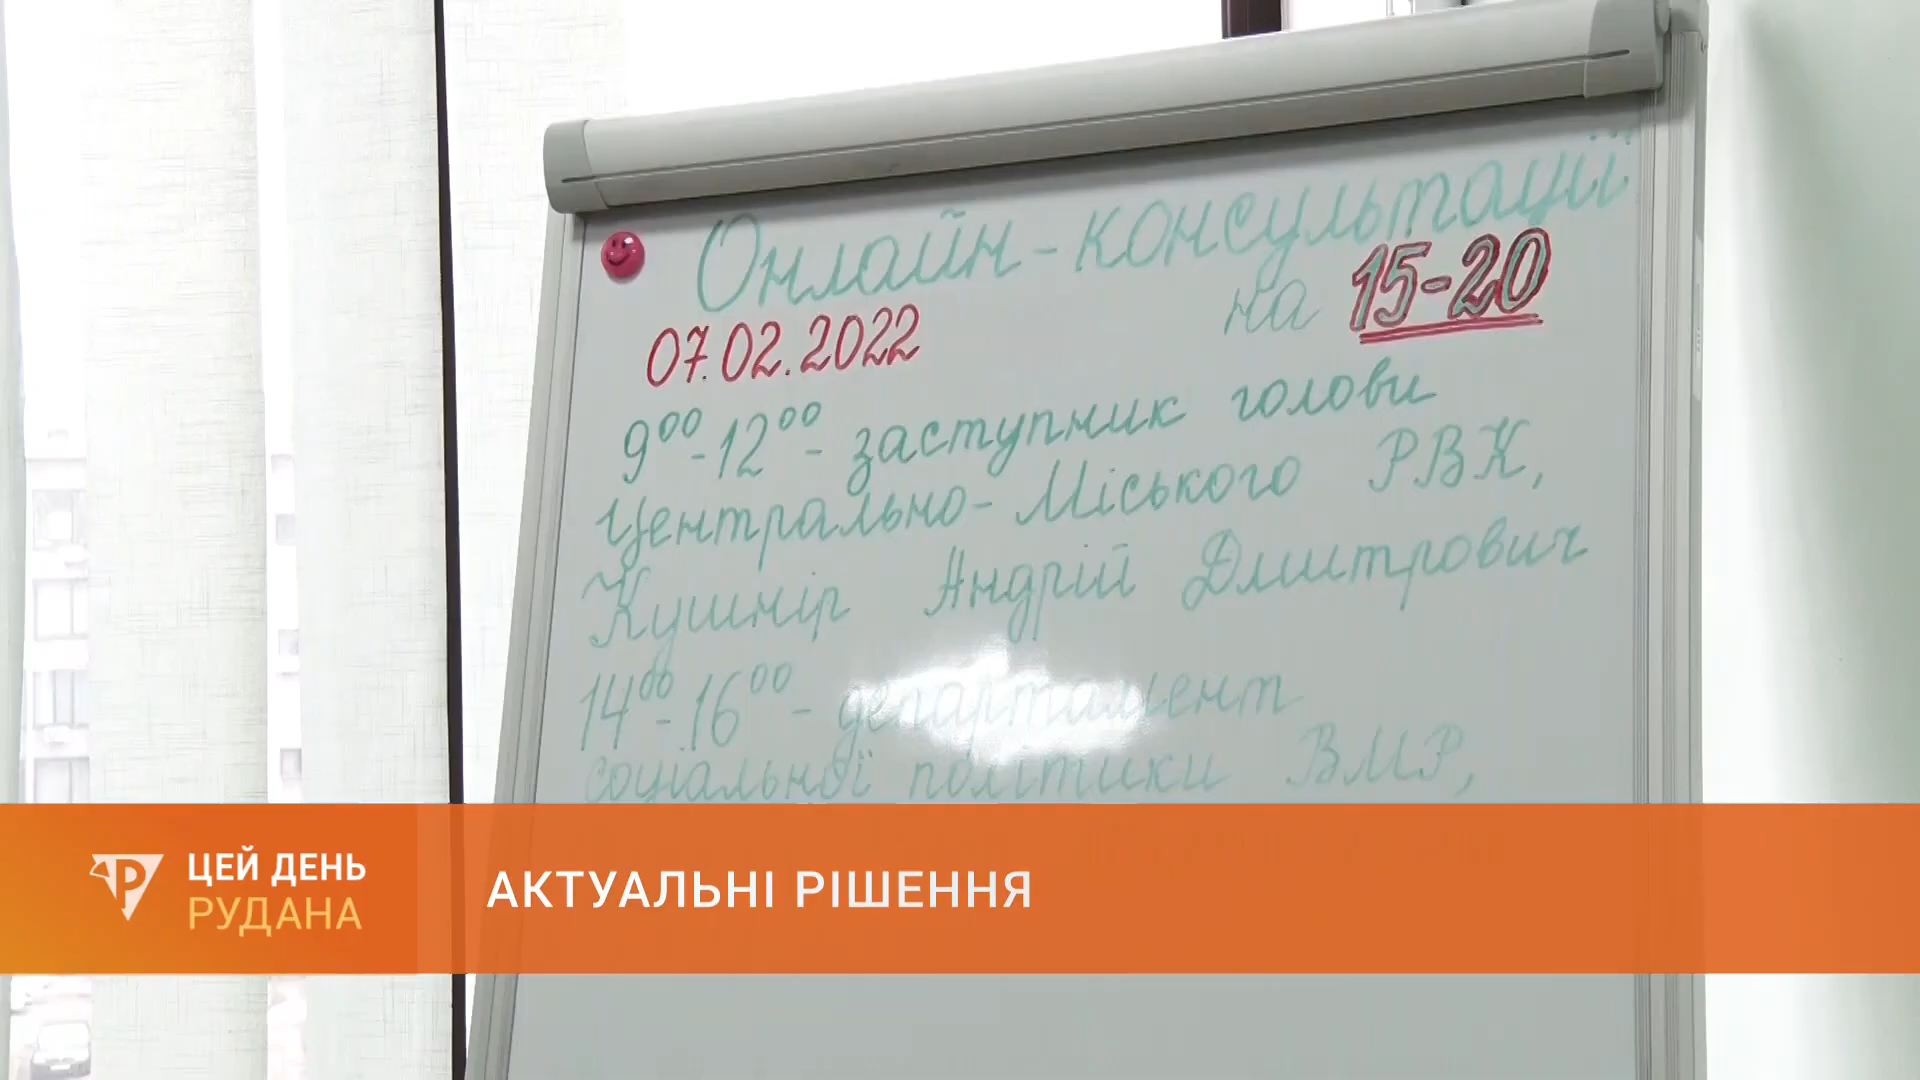 Онлайн-консультації
на 15-20
07.02.2022
9⁰⁰-12⁰⁰- заступник голови
Центрально-Міського РВК,
Кушнір Андрій Дмитрович
14⁰⁰-16⁰⁰- департамент
соціальної політики ВМР,
ЦЕЙ ДЕНЬ
РУДАНА
АКТУАЛЬНІ РІШЕННЯ